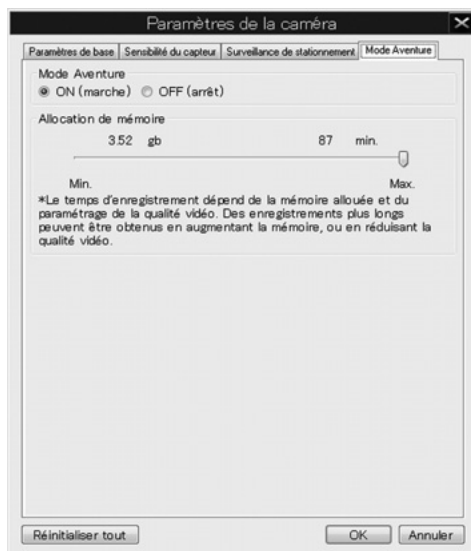 Paramètres de la caméra
Paramètres de base Sensibilité du capteur Surveillance de stationnement Mode Aventure
Mode Aventure
ON (marche) OFF (arrêt)
Allocation de mémoire
3.52 gb 87 min.
Min. Max.
*Le temps d'enregistrement dépend de la mémoire allouée et du
paramétrage de la qualité vidéo. Des enregistrements plus longs
peuvent être obtenus en augmentant la mémoire, ou en réduisant la
qualité vidéo.
Réinitialiser tout OK Annuler